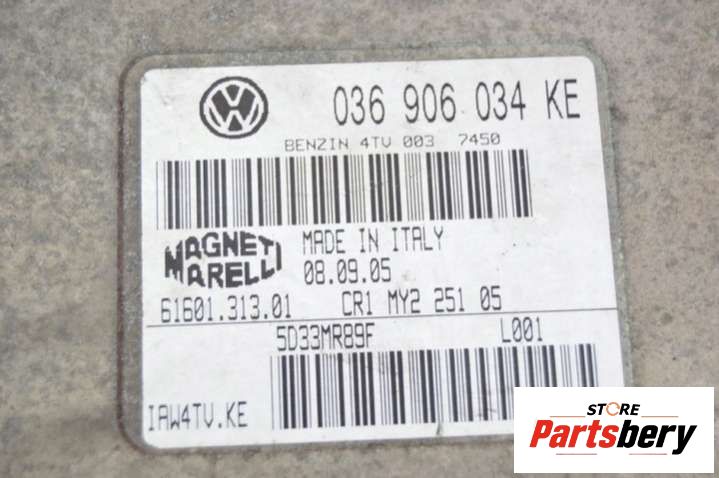 036 906 034 KE
BENZIN 4TV 003 7450
MAGNETI MARELLI
MADE IN ITALY
08.09.05
61601.313.01 CR1 MY2 251 05
5D33MR89F L001
IAW4TV.KE
STORE
Partsbery